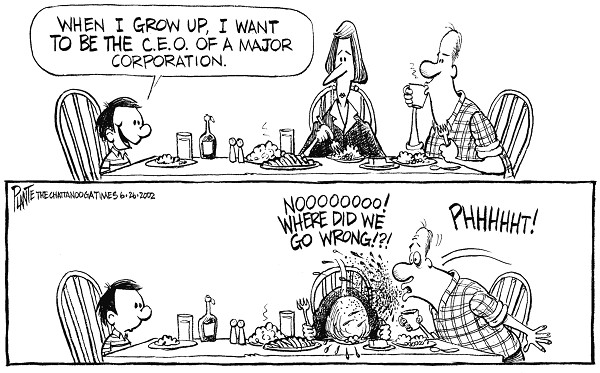 WHEN I GROW UP, I WANT
TO BE THE C.E.O. OF A MAJOR
CORPORATION.
PLANTE THE CHATTANOOGA TIMES 6.26.2002
NOOOOOOOO!
WHERE DID WE
GO WRONG!?!
PHHHHHT!